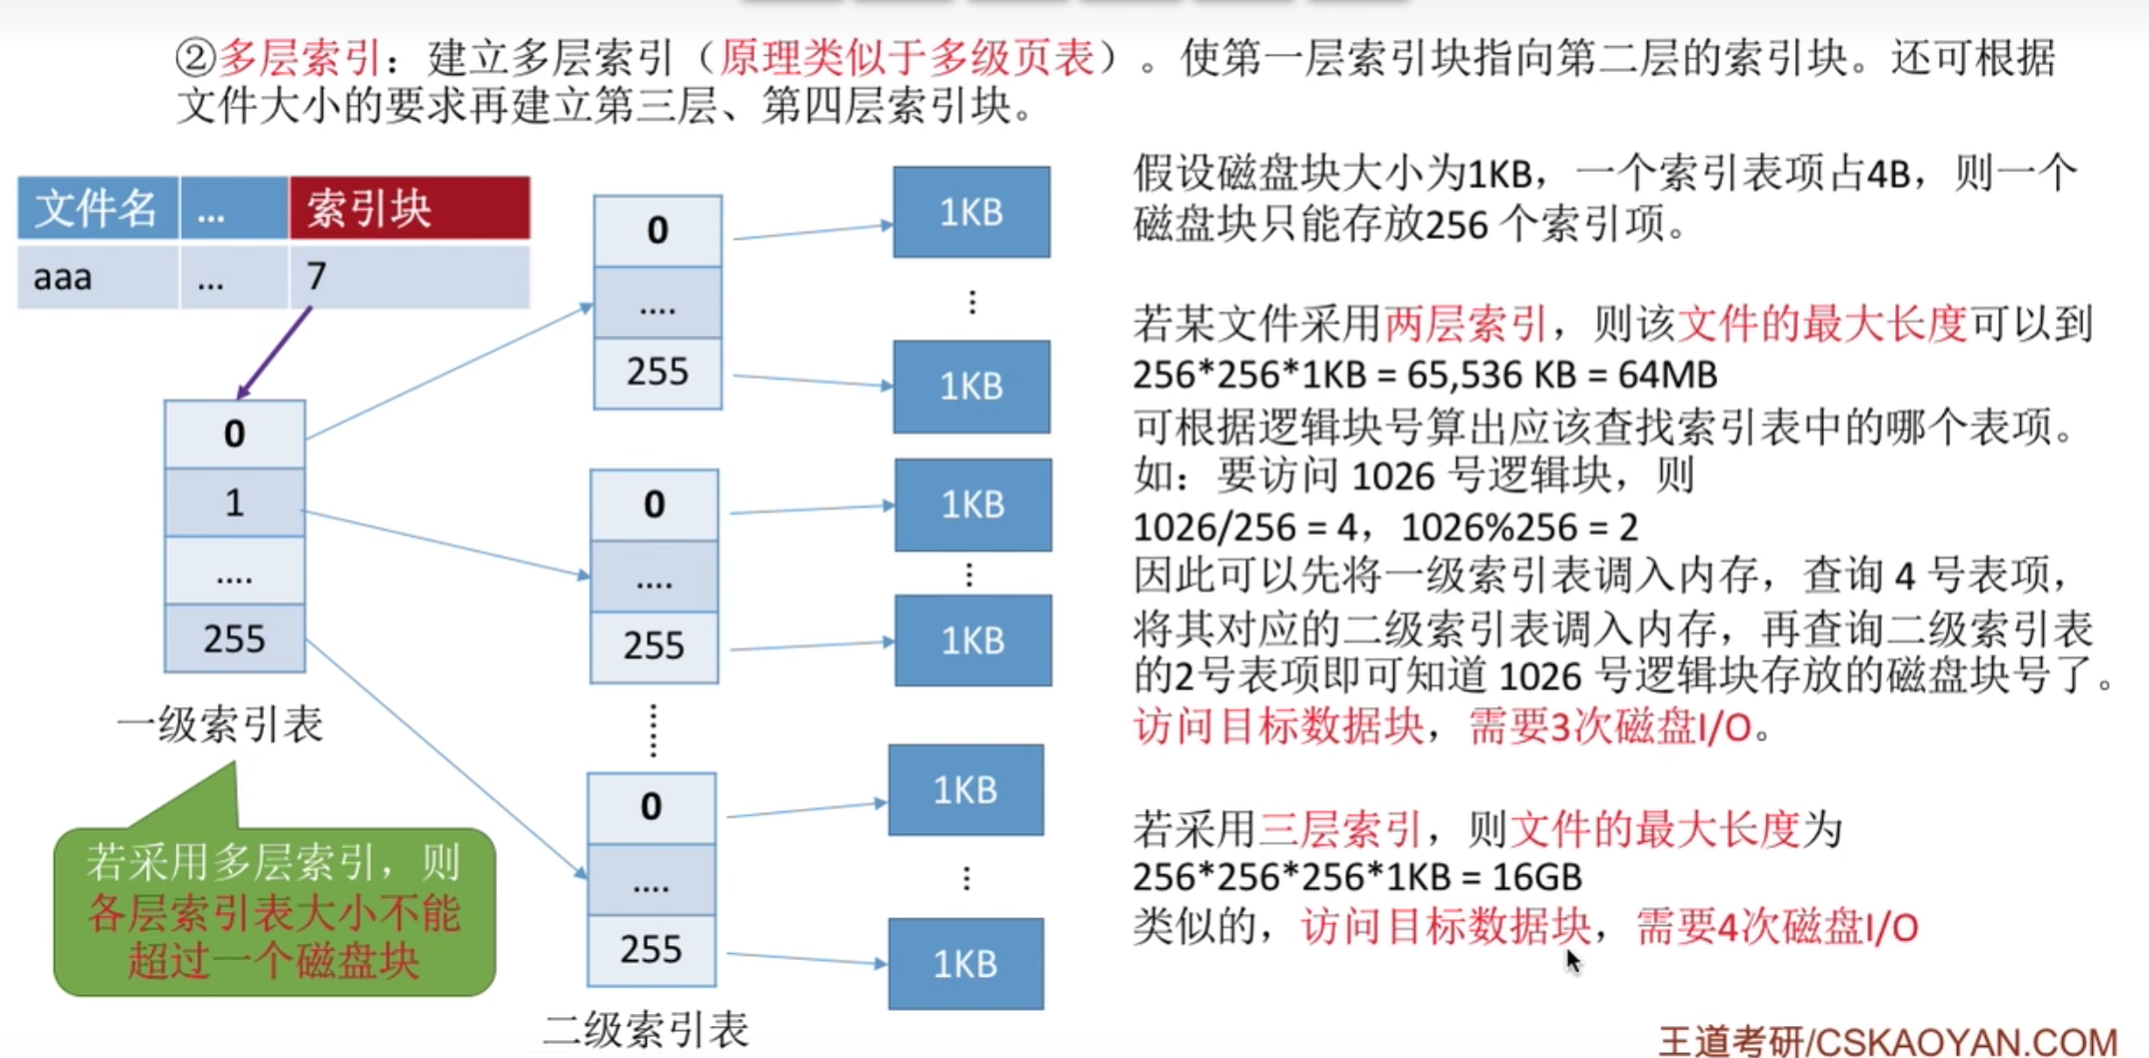 ②多层索引：建立多层索引（原理类似于多级页表）。使第一层索引块指向第二层的索引块。还可根据
文件大小的要求再建立第三层、第四层索引块。
文件名 ... 索引块
aaa ... 7
0
1
....
255
一级索引表
若采用多层索引，则
各层索引表大小不能
超过一个磁盘块
0
....
255
0
....
255
0
....
255
二级索引表
1KB
1KB
1KB
1KB
1KB
1KB
假设磁盘块大小为1KB，一个索引表项占4B，则一个
磁盘块只能存放256 个索引项。
若某文件采用两层索引，则该文件的最大长度可以到
256*256*1KB = 65,536 KB = 64MB
可根据逻辑块号算出应该查找索引表中的哪个表项。
如：要访问 1026 号逻辑块，则
1026/256 = 4，1026%256 = 2
因此可以先将一级索引表调入内存，查询 4 号表项，
将其对应的二级索引表调入内存，再查询二级索引表
的2号表项即可知道 1026 号逻辑块存放的磁盘块号了。
访问目标数据块，需要3次磁盘I/O。
若采用三层索引，则文件的最大长度为
256*256*256*1KB = 16GB
类似的，访问目标数据块，需要4次磁盘I/O
王道考研/CSKAOYAN.COM